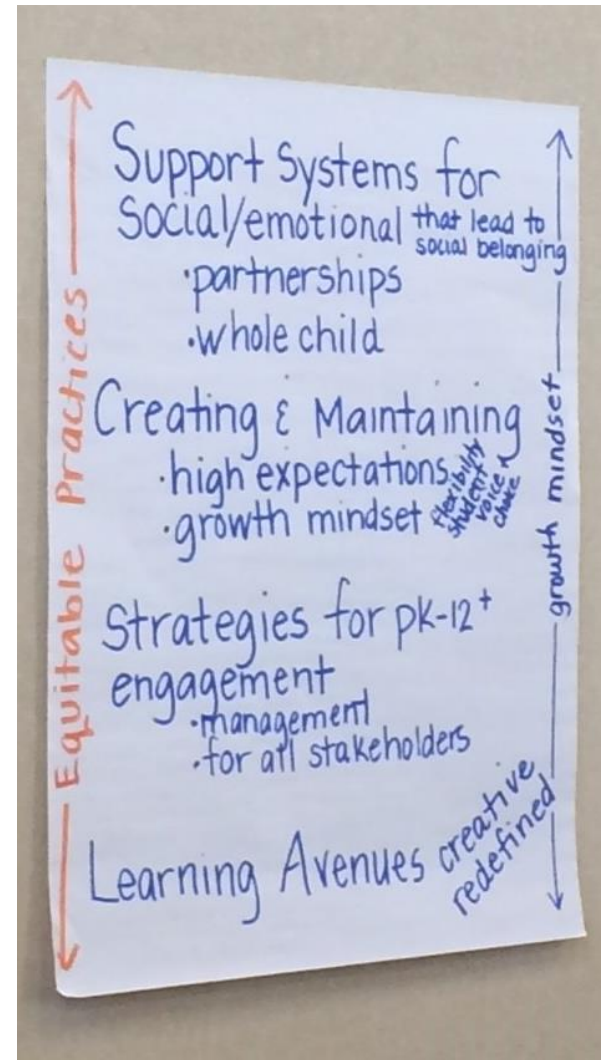 Support Systems for
Social/emotional that lead to
social belonging
·partnerships
·whole child
Creating & Maintaining
·high expectations
·growth mindset
flexibility
student
voice &
choice
Strategies for pk-12+
engagement
·management
·for all stakeholders
Learning Avenues creative
redefined
Equitable Practices
growth mindset